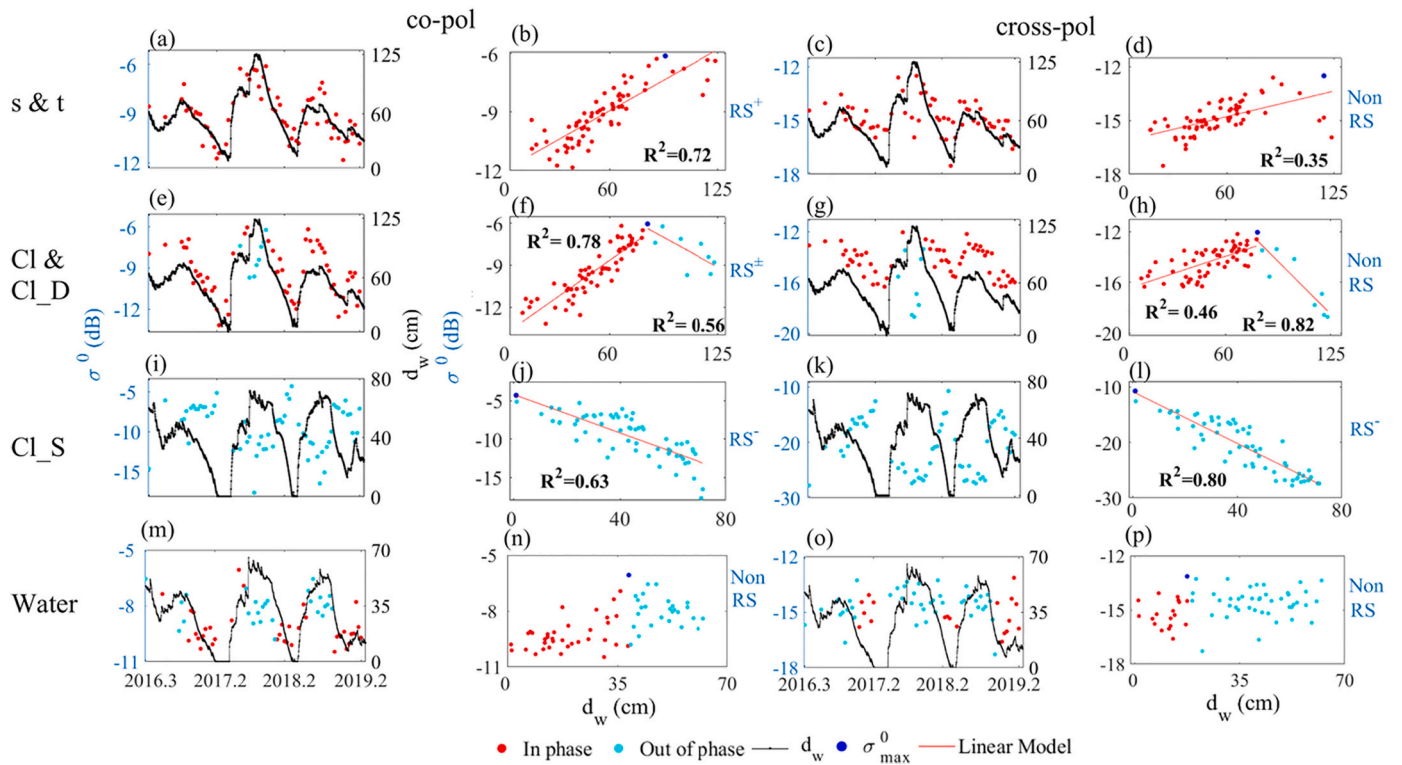 co-pol
cross-pol
s & t
(a)
-6
-9
-12
125
60
0
(b)
-6
-9
-12
R²=0.72
0
60
125
RS⁺
(c)
-12
-15
-18
125
60
0
(d)
-12
-15
-18
R²=0.35
0
60
125
Non
RS
Cl &
Cl_D
(e)
-6
-9
-12
125
60
0
(f)
-6
-9
-12
R²= 0.78
R²= 0.56
0
60
125
RS±
(g)
-12
-16
-20
125
60
0
(h)
-12
-16
-20
R²= 0.46
R²= 0.82
0
60
125
Non
RS
σ⁰ (dB)
d_w (cm)
σ⁰ (dB)
Cl_S
(i)
-5
-10
-15
80
40
0
(j)
-5
-10
-15
R²=0.63
0
40
80
RS⁻
(k)
-10
-20
-30
80
40
0
(l)
-10
-20
-30
R²=0.80
0
40
80
RS⁻
Water
(m)
-5
-8
-11
70
35
0
2016.3 2017.2 2018.2 2019.2
(n)
-5
-8
-11
0
35
70
d_w (cm)
Non
RS
(o)
-12
-15
-18
70
35
0
2016.3 2017.2 2018.2 2019.2
(p)
-12
-15
-18
0
35
70
d_w (cm)
Non
RS
In phase Out of phase d_w σ⁰max Linear Model